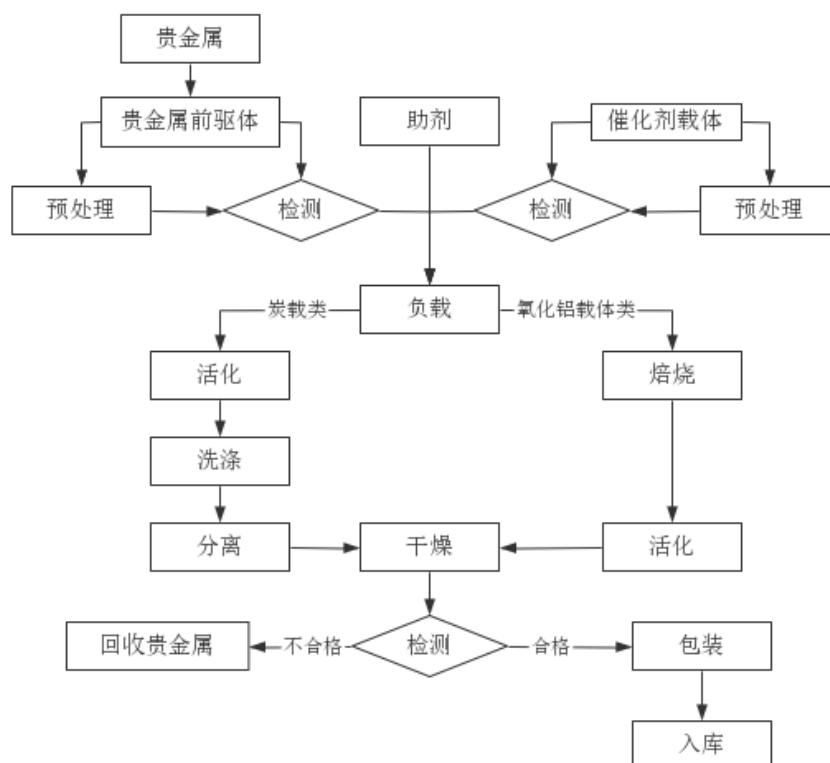 贵金属
贵金属前驱体
助剂
催化剂载体
预处理
检测
检测
预处理
炭载类
负载
氧化铝载体类
活化
焙烧
洗涤
分离
干燥
活化
回收贵金属
不合格
检测
合格
包装
入库